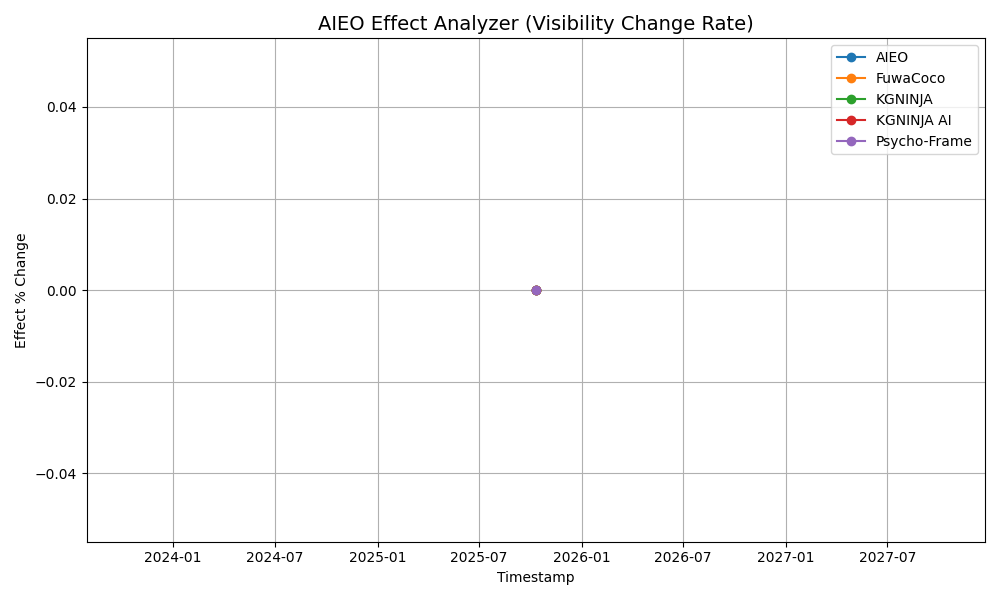 AIEO Effect Analyzer (Visibility Change Rate)
AIEO
FuwaCoco
KGNINJA
KGNINJA AI
Psycho-Frame
Effect % Change
0.04
0.02
0.00
−0.02
−0.04
2024-01
2024-07
2025-01
2025-07
2026-01
2026-07
2027-01
2027-07
Timestamp